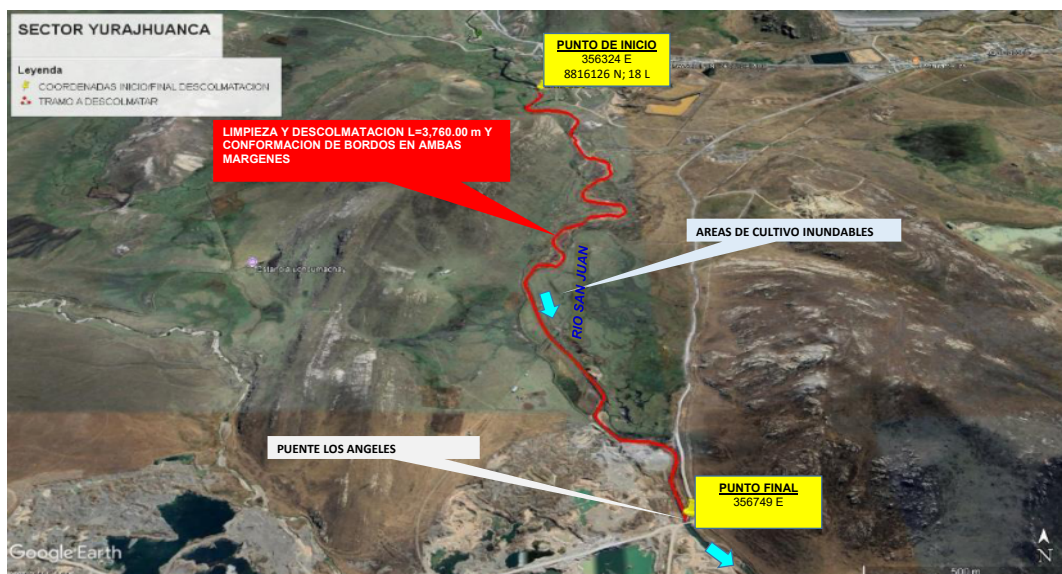 SECTOR YURAJHUANCA
Leyenda
COORDENADAS INICIO/FINAL DESCOLMATACION
TRAMO A DESCOLMATAR
PUNTO DE INICIO
356324 E
8816126 N; 18 L
LIMPIEZA Y DESCOLMATACION L=3,760.00 m Y
CONFORMACION DE BORDOS EN AMBAS
MARGENES
AREAS DE CULTIVO INUNDABLES
RIO SAN JUAN
PUENTE LOS ANGELES
PUNTO FINAL
356749 E
Google Earth
N
500 m